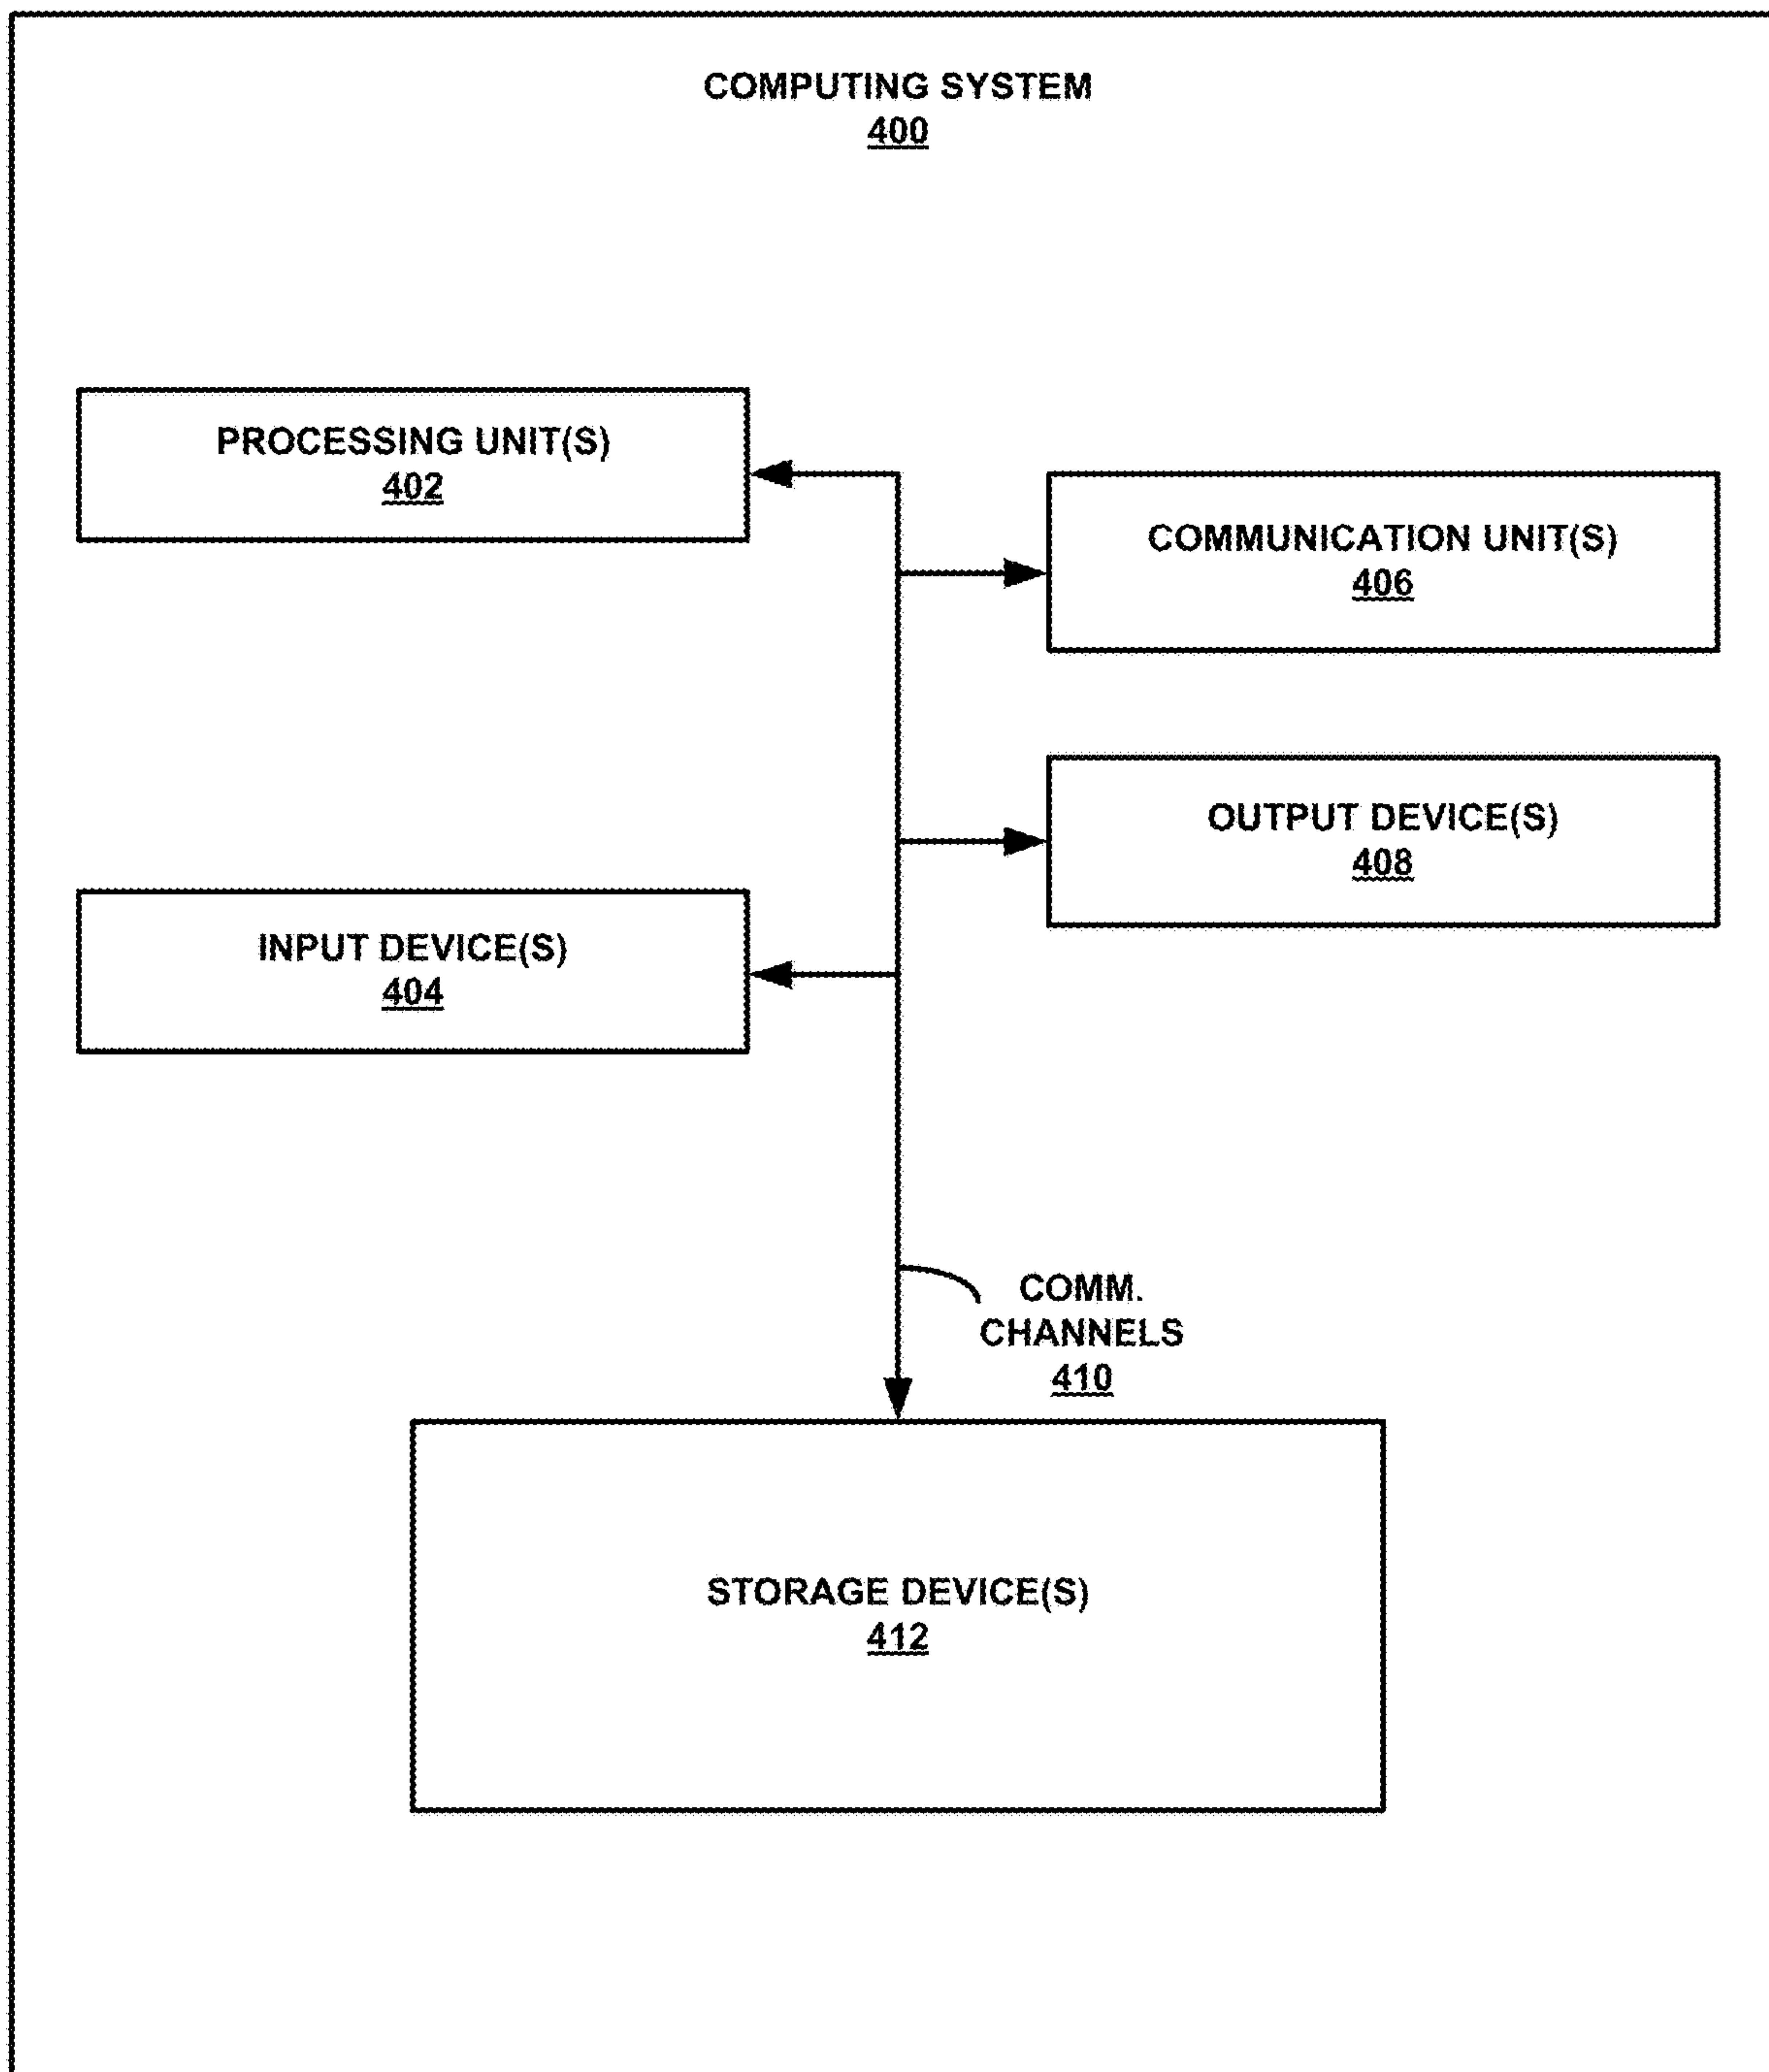 COMPUTING SYSTEM
400
PROCESSING UNIT(S)
402
COMMUNICATION UNIT(S)
406
OUTPUT DEVICE(S)
408
INPUT DEVICE(S)
404
COMM.
CHANNELS
410
STORAGE DEVICE(S)
412